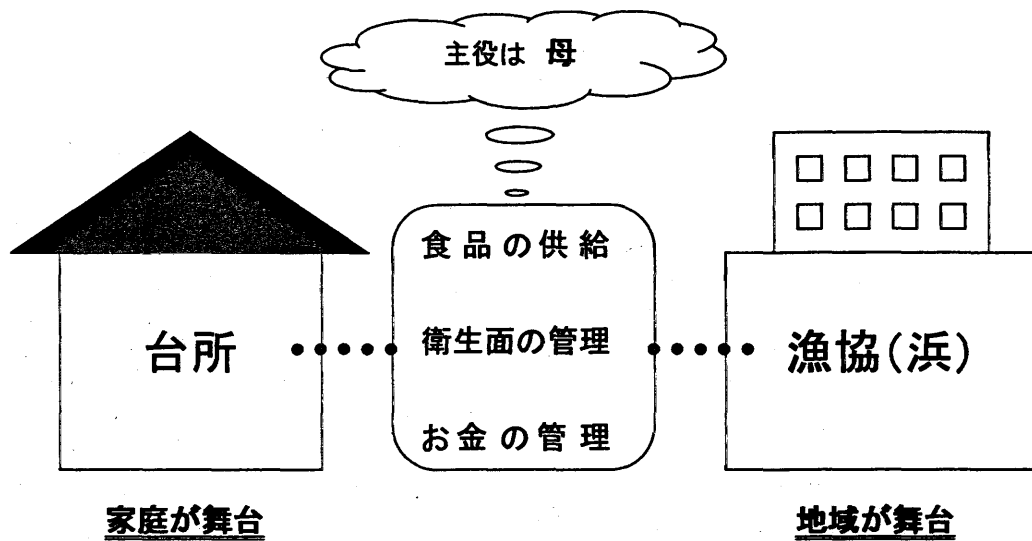 主役は 母
食品の供給
台所
衛生面の管理
漁協(浜)
お金の管理
家庭が舞台
地域が舞台